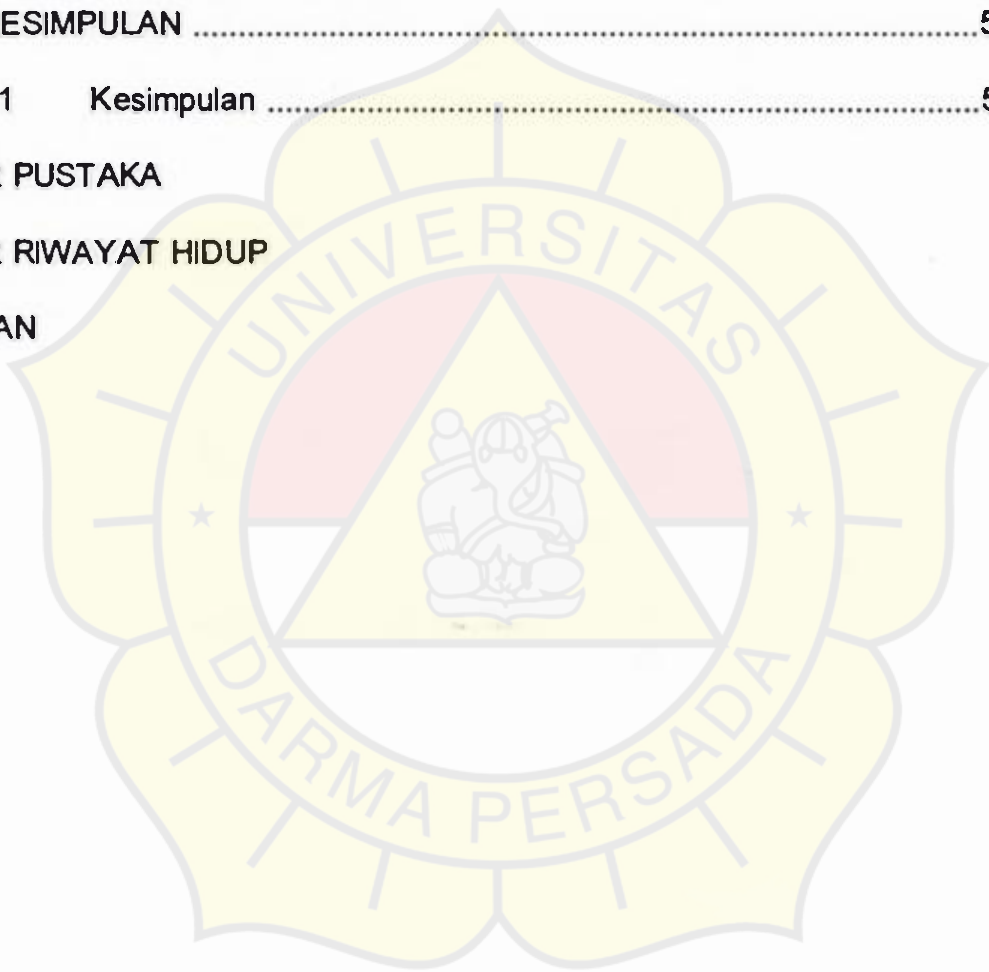 ESIMPULAN ........................................................................................ 5
1 Kesimpulan ................................................................................ 5
R PUSTAKA
R RIWAYAT HIDUP
AN
UNIVERSITAS
DARMA PERSADA